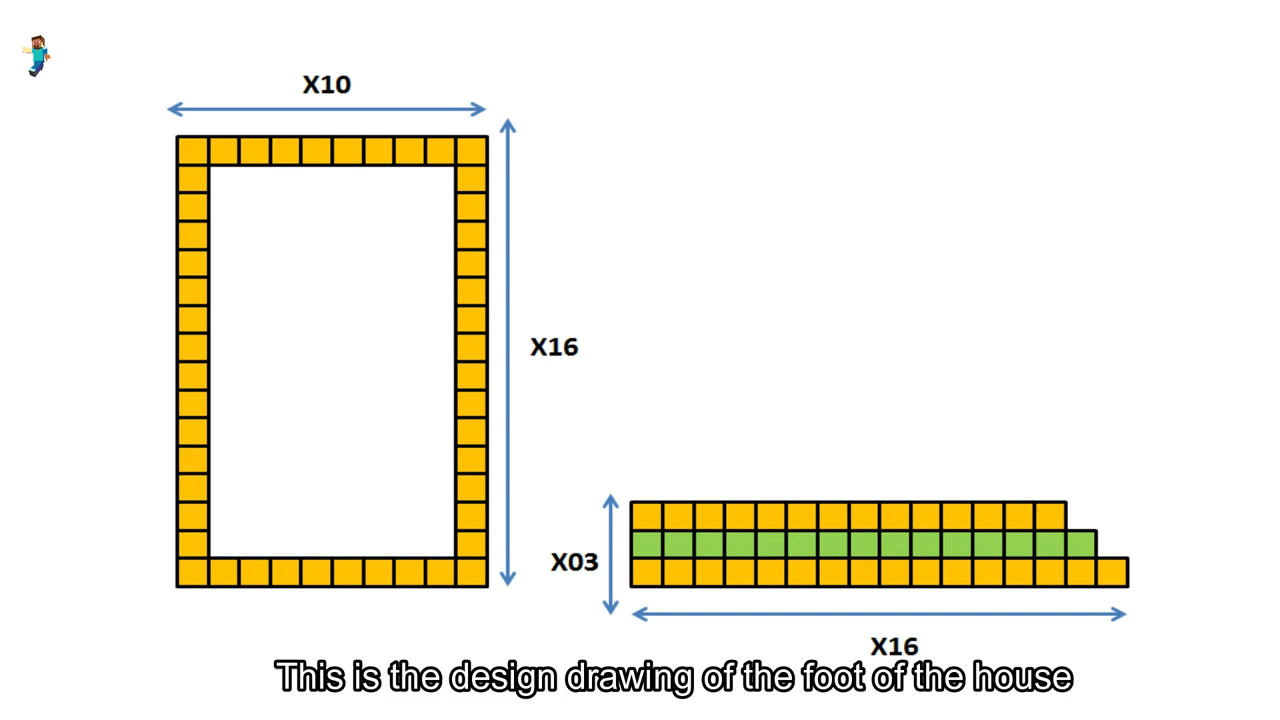 X10
X16
X03
X16
This is the design drawing of the foot of the house